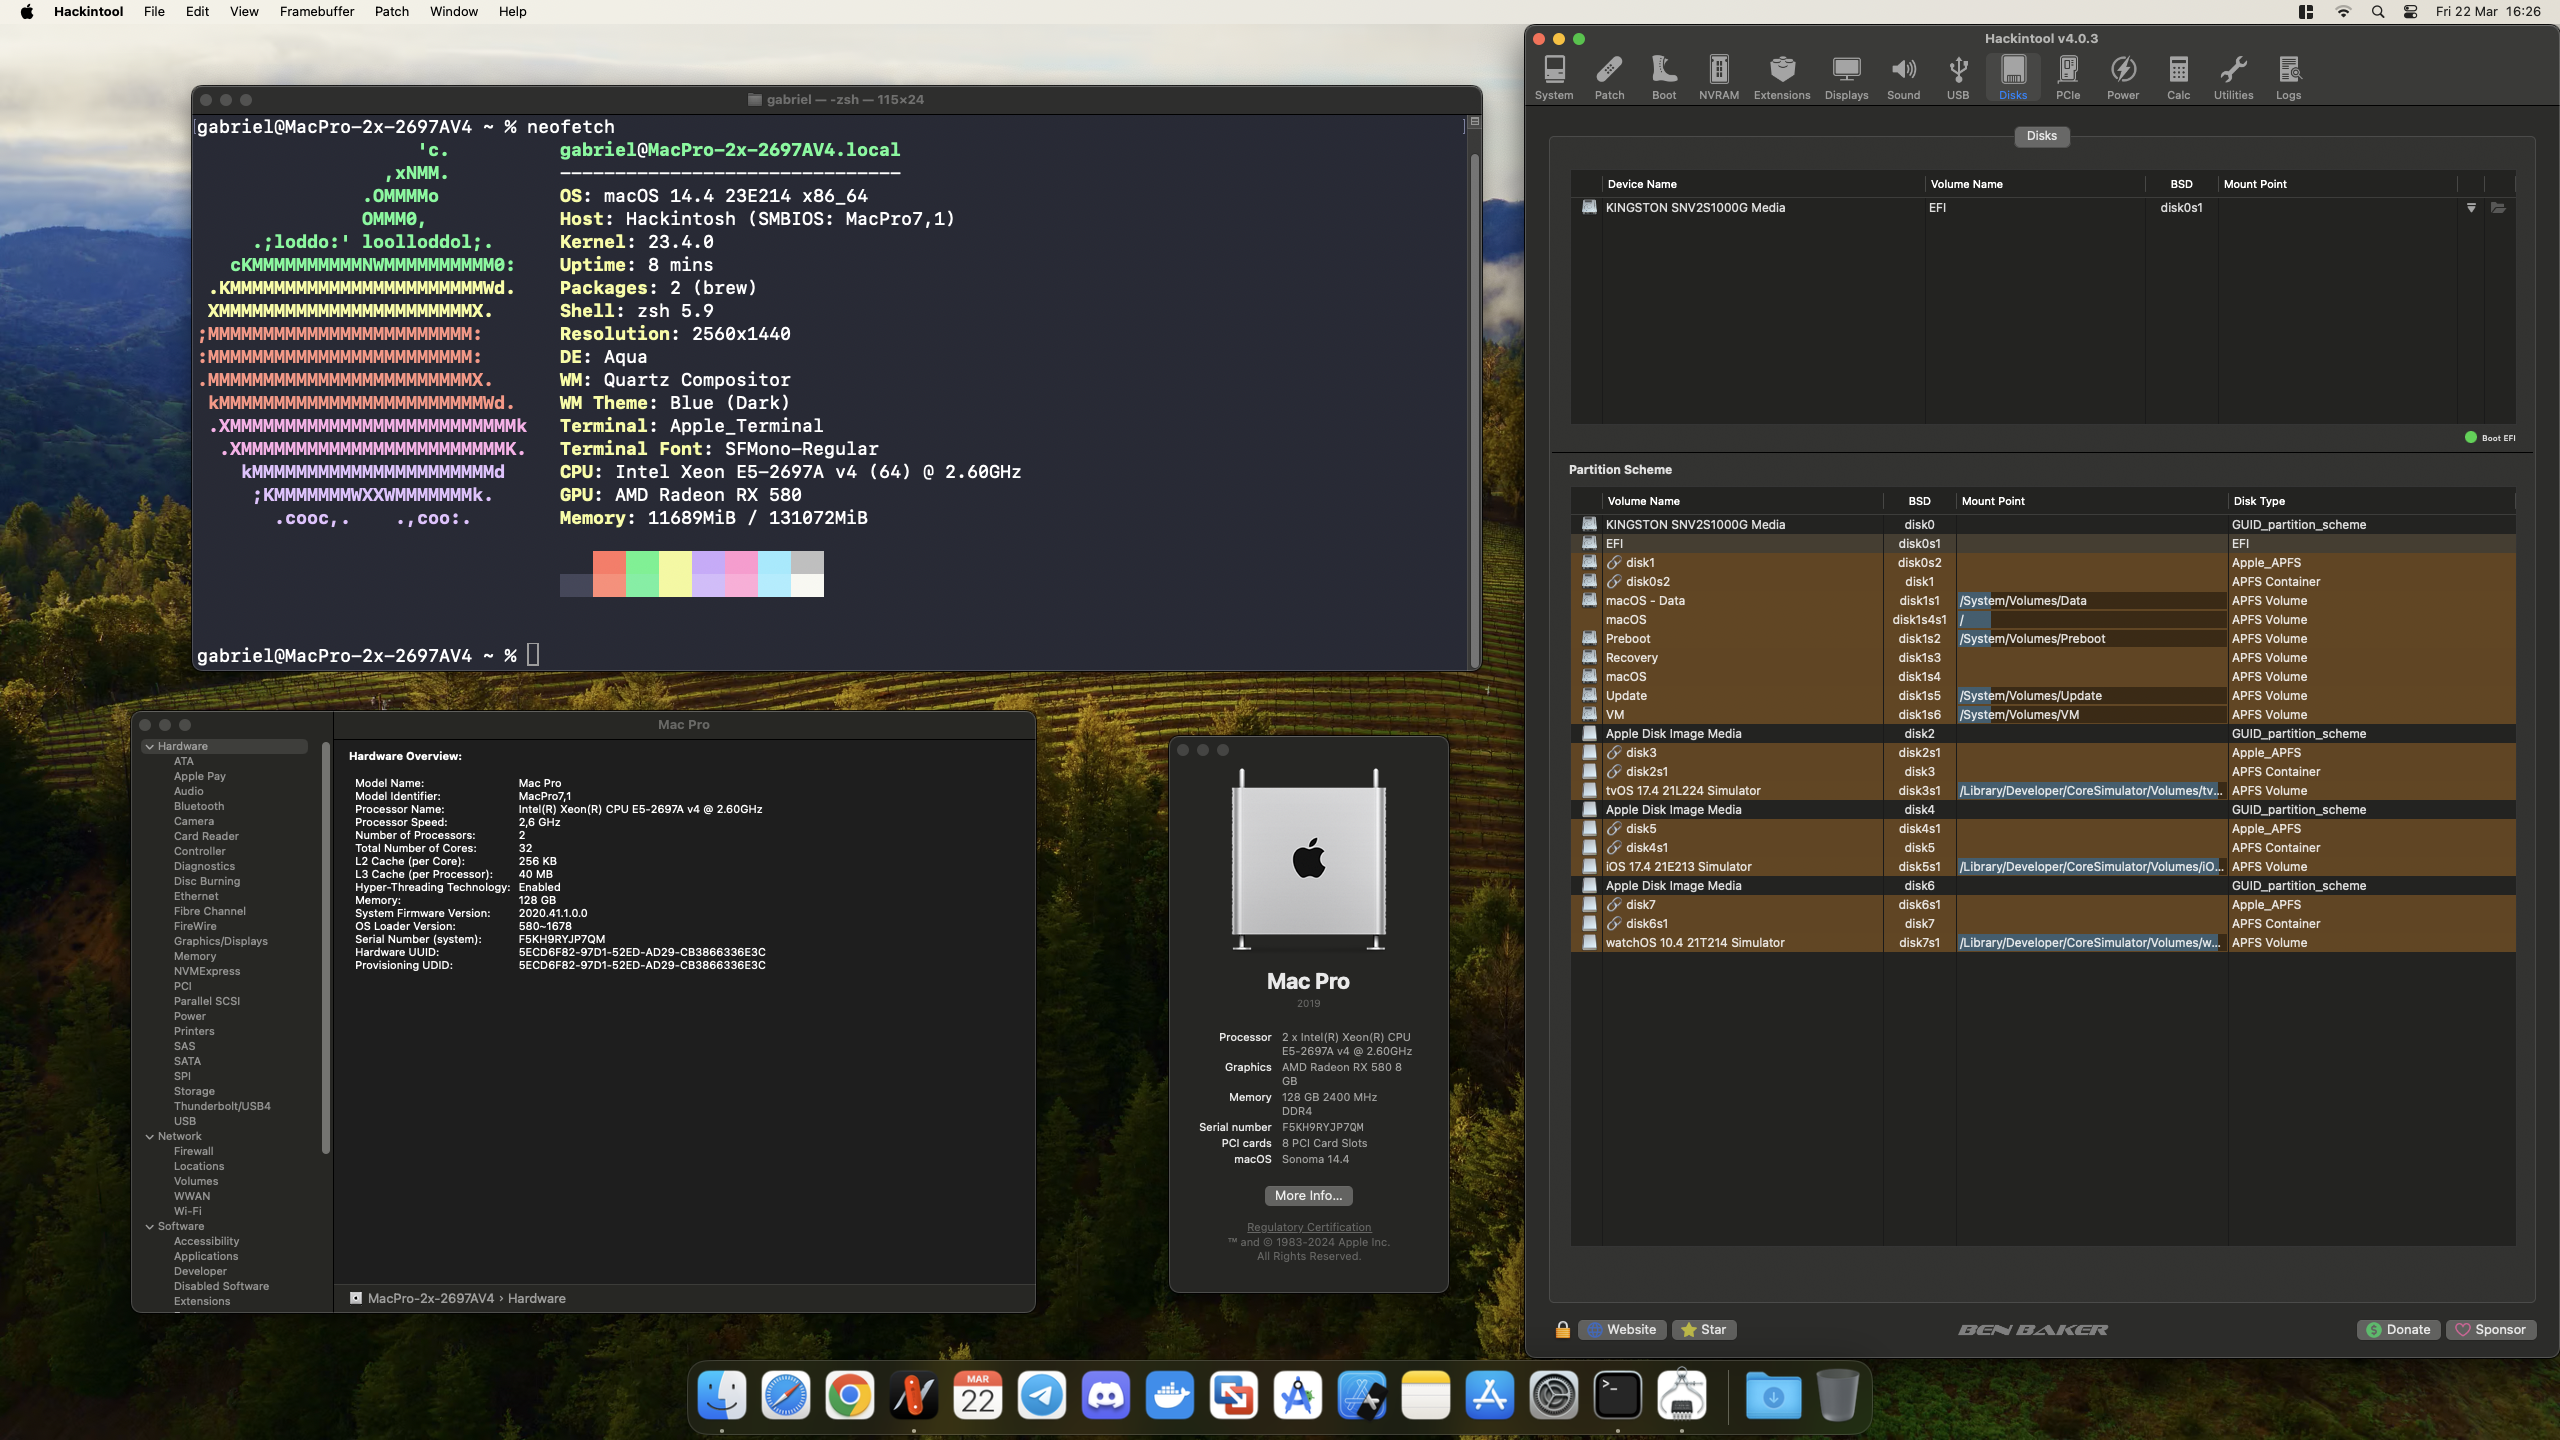 Hackintool File Edit View Framebuffer Patch Window Help
Fri 22 Mar 16:26
gabriel — -zsh — 115×24
gabriel@MacPro-2x-2697AV4 ~ % neofetch
'c. gabriel@MacPro-2x-2697AV4.local
,xNMM. -------------------------------
.OMMMMo OS: macOS 14.4 23E214 x86_64
OMMM0, Host: Hackintosh (SMBIOS: MacPro7,1)
.;loddo:' loolloddol;. Kernel: 23.4.0
cKMMMMMMMMMMNWMMMMMMMMMM0: Uptime: 8 mins
.KMMMMMMMMMMMMMMMMMMMMMMMWd. Packages: 2 (brew)
XMMMMMMMMMMMMMMMMMMMMMMMX. Shell: zsh 5.9
;MMMMMMMMMMMMMMMMMMMMMMMM: Resolution: 2560x1440
:MMMMMMMMMMMMMMMMMMMMMMMM: DE: Aqua
.MMMMMMMMMMMMMMMMMMMMMMMMX. WM: Quartz Compositor
kMMMMMMMMMMMMMMMMMMMMMMMMWd. WM Theme: Blue (Dark)
.XMMMMMMMMMMMMMMMMMMMMMMMMMMk Terminal: Apple_Terminal
.XMMMMMMMMMMMMMMMMMMMMMMMMK. Terminal Font: SFMono-Regular
kMMMMMMMMMMMMMMMMMMMMMMd CPU: Intel Xeon E5-2697A v4 (64) @ 2.60GHz
;KMMMMMMMWXXWMMMMMMMk. GPU: AMD Radeon RX 580
.cooc,. .,coo:. Memory: 11689MiB / 131072MiB
gabriel@MacPro-2x-2697AV4 ~ %
Mac Pro
Hardware
ATA
Apple Pay
Audio
Bluetooth
Camera
Card Reader
Controller
Diagnostics
Disc Burning
Ethernet
Fibre Channel
FireWire
Graphics/Displays
Memory
NVMExpress
PCI
Parallel SCSI
Power
Printers
SAS
SATA
SPI
Storage
Thunderbolt/USB4
USB
Network
Firewall
Locations
Volumes
WWAN
Wi-Fi
Software
Accessibility
Applications
Developer
Disabled Software
Extensions
Hardware Overview:
Model Name: Mac Pro
Model Identifier: MacPro7,1
Processor Name: Intel(R) Xeon(R) CPU E5-2697A v4 @ 2.60GHz
Processor Speed: 2,6 GHz
Number of Processors: 2
Total Number of Cores: 32
L2 Cache (per Core): 256 KB
L3 Cache (per Processor): 40 MB
Hyper-Threading Technology: Enabled
Memory: 128 GB
System Firmware Version: 2020.41.1.0.0
OS Loader Version: 580~1678
Serial Number (system): F5KH9RYJP7QM
Hardware UUID: 5ECD6F82-97D1-52ED-AD29-CB3866336E3C
Provisioning UDID: 5ECD6F82-97D1-52ED-AD29-CB3866336E3C
MacPro-2x-2697AV4 › Hardware
Mac Pro
2019
Processor 2 x Intel(R) Xeon(R) CPU
E5-2697A v4 @ 2.60GHz
Graphics AMD Radeon RX 580 8
GB
Memory 128 GB 2400 MHz
DDR4
Serial number F5KH9RYJP7QM
PCI cards 8 PCI Card Slots
macOS Sonoma 14.4
More Info...
Regulatory Certification
™ and © 1983-2024 Apple Inc.
All Rights Reserved.
Hackintool v4.0.3
System Patch Boot NVRAM Extensions Displays Sound USB Disks PCIe Power Calc Utilities Logs
Disks
Device Name Volume Name BSD Mount Point
KINGSTON SNV2S1000G Media EFI disk0s1
Boot EFI
Partition Scheme
Volume Name BSD Mount Point Disk Type
KINGSTON SNV2S1000G Media disk0 GUID_partition_scheme
EFI disk0s1 EFI
disk1 disk0s2 Apple_APFS
disk0s2 disk1 APFS Container
macOS - Data disk1s1 /System/Volumes/Data APFS Volume
macOS disk1s4s1 / APFS Volume
Preboot disk1s2 /System/Volumes/Preboot APFS Volume
Recovery disk1s3 APFS Volume
macOS disk1s4 APFS Volume
Update disk1s5 /System/Volumes/Update APFS Volume
VM disk1s6 /System/Volumes/VM APFS Volume
Apple Disk Image Media disk2 GUID_partition_scheme
disk3 disk2s1 Apple_APFS
disk2s1 disk3 APFS Container
tvOS 17.4 21L224 Simulator disk3s1 /Library/Developer/CoreSimulator/Volumes/tv... APFS Volume
Apple Disk Image Media disk4 GUID_partition_scheme
disk5 disk4s1 Apple_APFS
disk4s1 disk5 APFS Container
iOS 17.4 21E213 Simulator disk5s1 /Library/Developer/CoreSimulator/Volumes/iO... APFS Volume
Apple Disk Image Media disk6 GUID_partition_scheme
disk7 disk6s1 Apple_APFS
disk6s1 disk7 APFS Container
watchOS 10.4 21T214 Simulator disk7s1 /Library/Developer/CoreSimulator/Volumes/w... APFS Volume
Website Star BEN BAKER Donate Sponsor
MAR
22